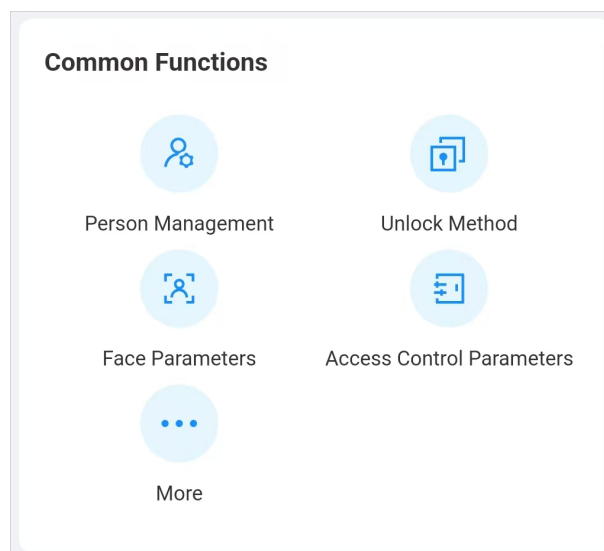 Common Functions
Person Management
Unlock Method
Face Parameters
Access Control Parameters
More